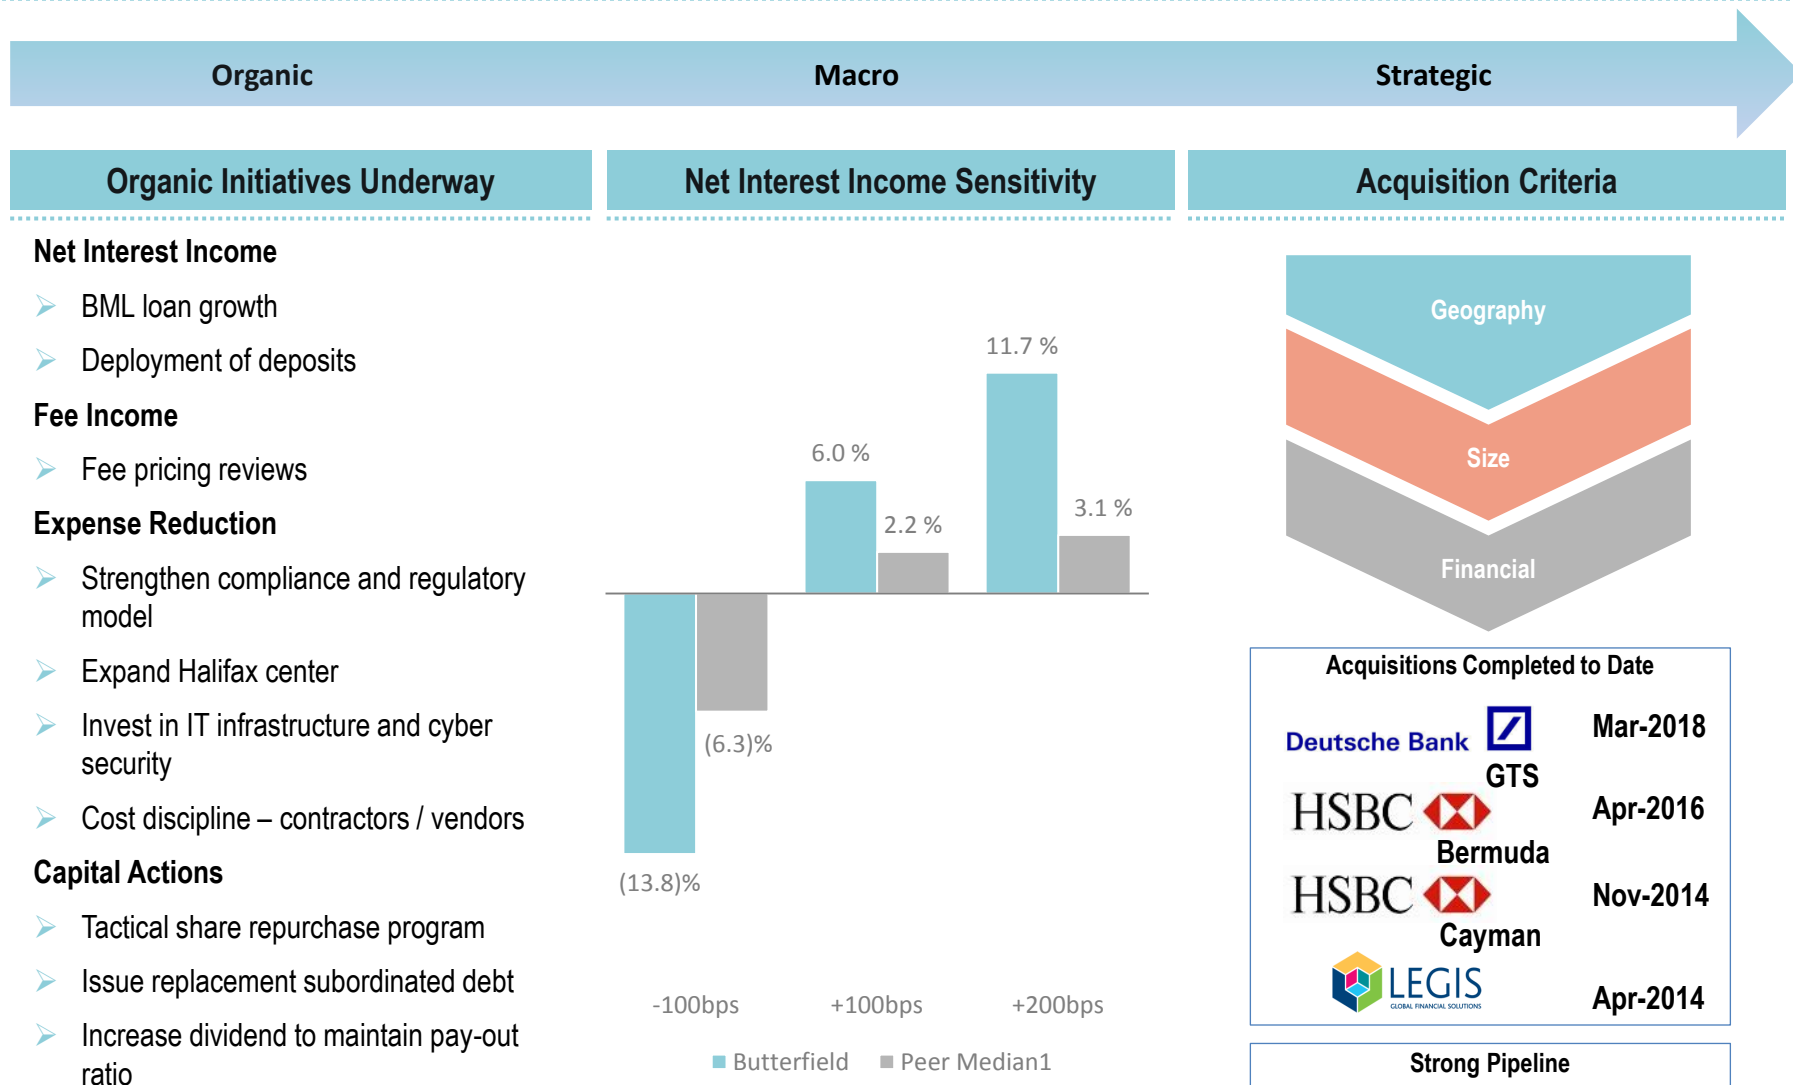 Organic
Macro
Strategic
Organic Initiatives Underway
Net Interest Income
➢ BML loan growth
➢ Deployment of deposits
Fee Income
➢ Fee pricing reviews
Expense Reduction
➢ Strengthen compliance and regulatory
model
➢ Expand Halifax center
➢ Invest in IT infrastructure and cyber
security
➢ Cost discipline – contractors / vendors
Capital Actions
➢ Tactical share repurchase program
➢ Issue replacement subordinated debt
➢ Increase dividend to maintain pay-out
ratio
Net Interest Income Sensitivity
11.7 %
6.0 %
3.1 %
2.2 %
(6.3)%
(13.8)%
-100bps +100bps +200bps
Butterfield Peer Median1
Acquisition Criteria
Geography
Size
Financial
Acquisitions Completed to Date
Deutsche Bank Mar-2018
GTS
HSBC Apr-2016
Bermuda
HSBC Nov-2014
Cayman
LEGIS
GLOBAL FINANCIAL SOLUTIONS
Apr-2014
Strong Pipeline